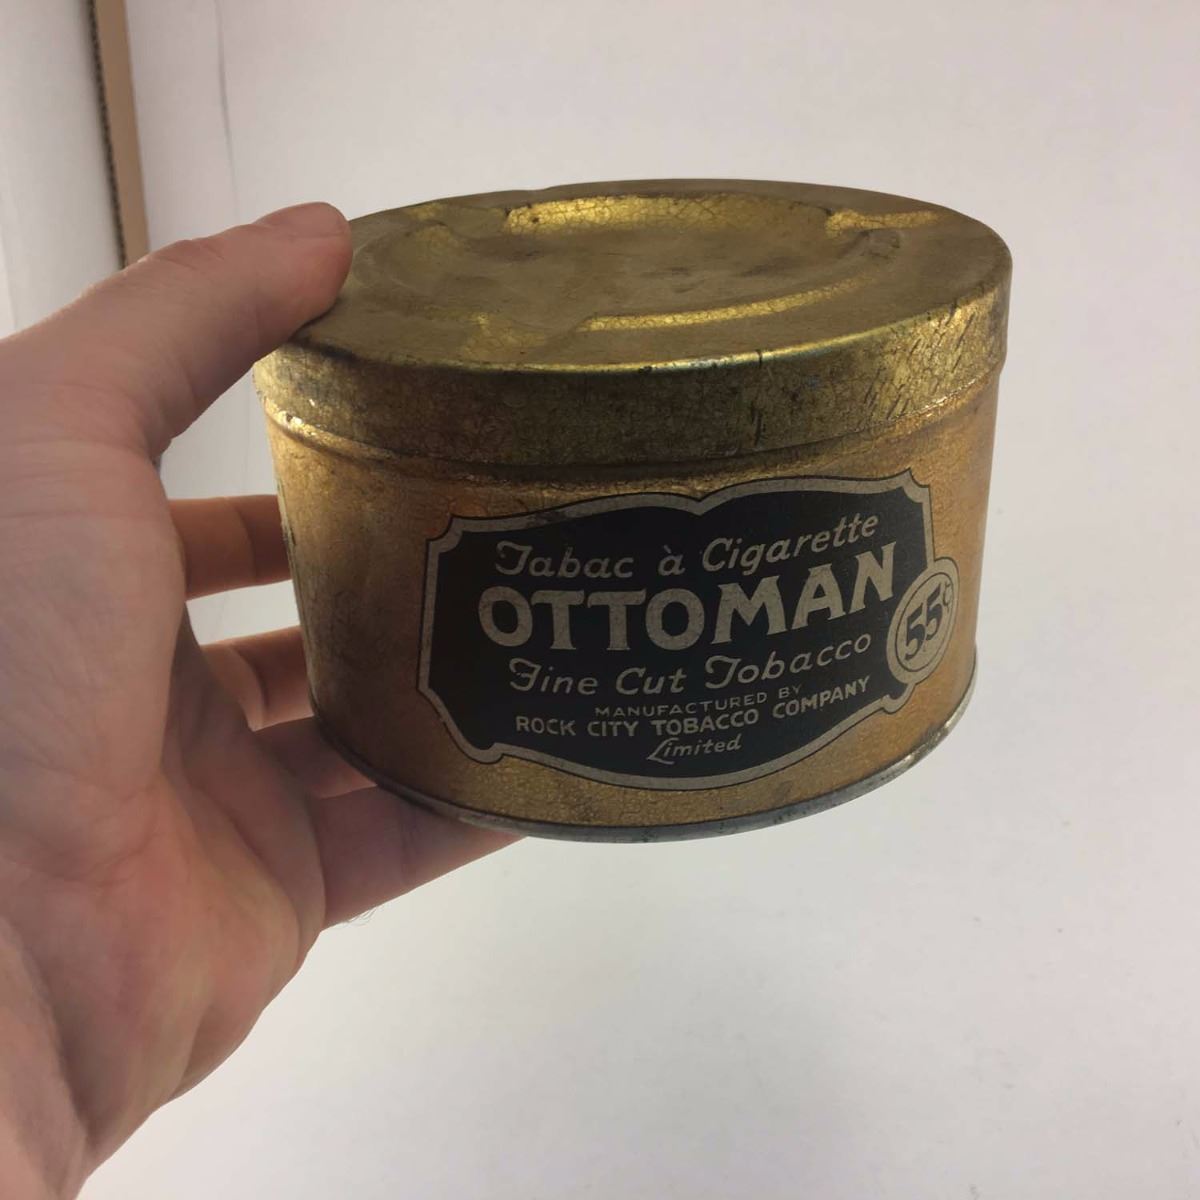 Tabac à Cigarette
OTTOMAN
Fine Cut Tobacco
55¢
MANUFACTURED BY
ROCK CITY TOBACCO COMPANY
Limited